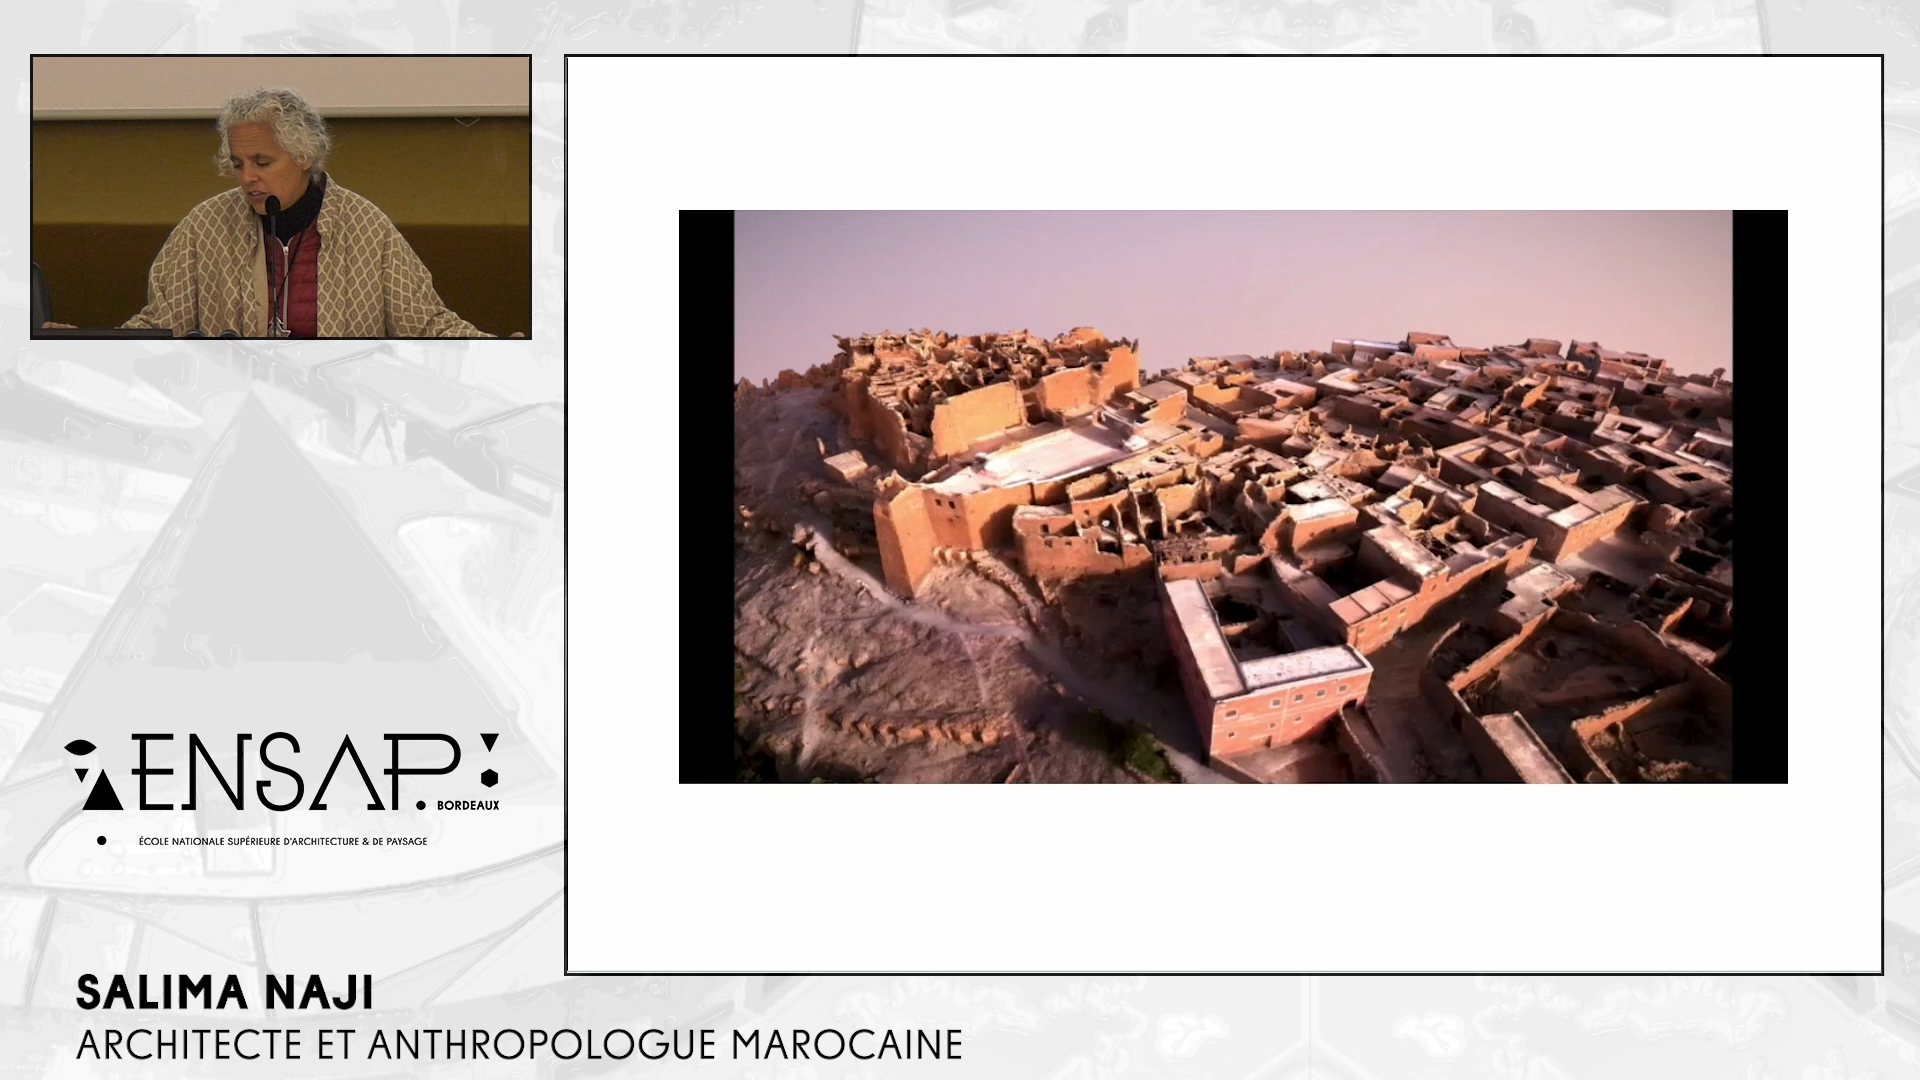 ENSAP.
BORDEAUX
ÉCOLE NATIONALE SUPÉRIEURE D'ARCHITECTURE & DE PAYSAGE
SALIMA NAJI
ARCHITECTE ET ANTHROPOLOGUE MAROCAINE